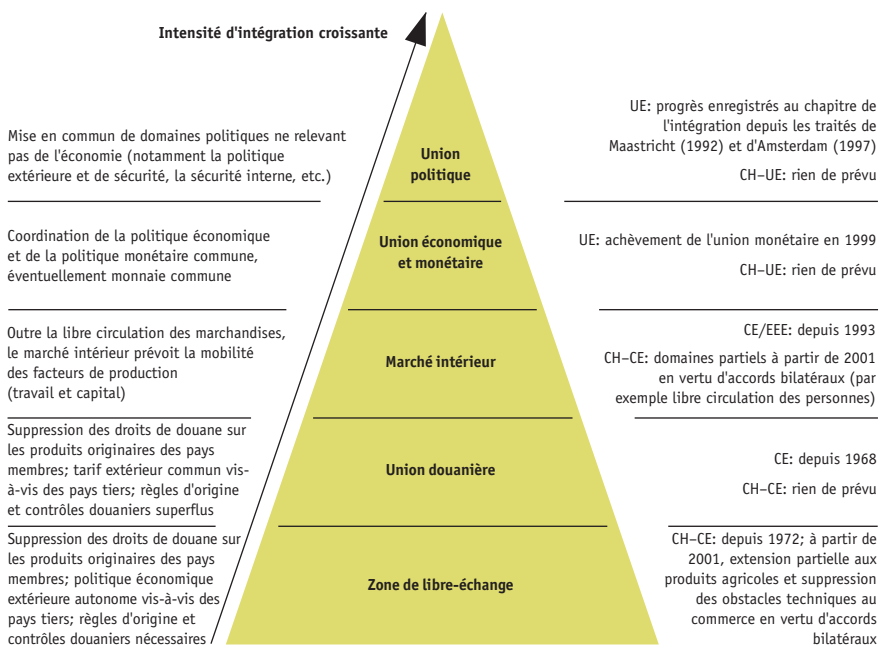 Intensité d'intégration croissante
Mise en commun de domaines politiques ne relevant
pas de l'économie (notamment la politique
extérieure et de sécurité, la sécurité interne, etc.)
Union
politique
UE: progrès enregistrés au chapitre de
l'intégration depuis les traités de
Maastricht (1992) et d'Amsterdam (1997)
CH–UE: rien de prévu
Coordination de la politique économique
et de la politique monétaire commune,
éventuellement monnaie commune
Union économique
et monétaire
UE: achèvement de l'union monétaire en 1999
CH–UE: rien de prévu
Outre la libre circulation des marchandises,
le marché intérieur prévoit la mobilité
des facteurs de production
(travail et capital)
Marché intérieur
CE/EEE: depuis 1993
CH–CE: domaines partiels à partir de 2001
en vertu d'accords bilatéraux (par
exemple libre circulation des personnes)
Suppression des droits de douane sur
les produits originaires des pays
membres; tarif extérieur commun vis-
à-vis des pays tiers; règles d'origine
et contrôles douaniers superflus
Union douanière
CE: depuis 1968
CH–CE: rien de prévu
Suppression des droits de douane sur
les produits originaires des pays
membres; politique économique
extérieure autonome vis-à-vis des
pays tiers; règles d'origine et
contrôles douaniers nécessaires
Zone de libre-échange
CH–CE: depuis 1972; à partir de
2001, extension partielle aux
produits agricoles et suppression
des obstacles techniques au
commerce en vertu d'accords
bilatéraux